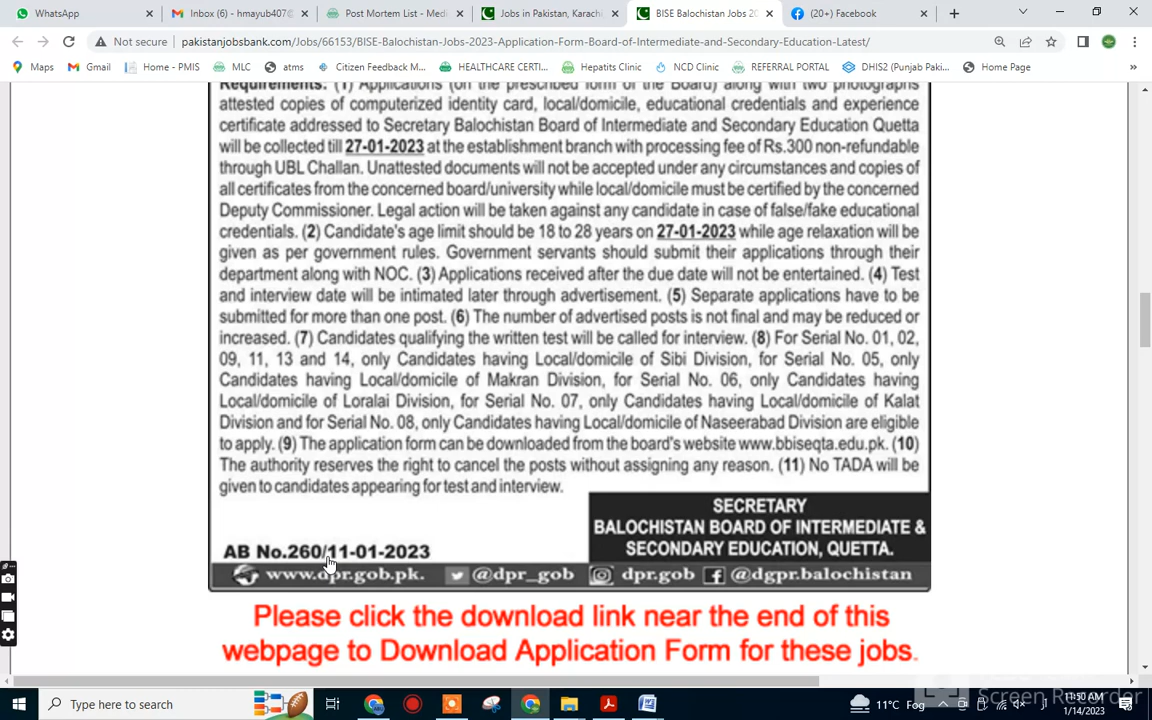 WhatsApp
Inbox (6) - hmayub407@
Post Mortem List - Medi
Jobs in Pakistan, Karachi
BISE Balochistan Jobs 20
(20+) Facebook
Not secure
pakistanjobsbank.com/Jobs/66153/BISE-Balochistan-Jobs-2023-Application-Form-Board-of-Intermediate-and-Secondary-Education-Latest/
Maps
Gmail
Home - PMIS
MLC
atms
Citizen Feedback M...
HEALTHCARE CERTI...
Hepatits Clinic
NCD Clinic
REFERRAL PORTAL
DHIS2 (Punjab Paki...
Home Page
Requirements: (1) Applications (on the prescribed form of the Board) along with two photographs
attested copies of computerized identity card, local/domicile, educational credentials and experience
certificate addressed to Secretary Balochistan Board of Intermediate and Secondary Education Quetta
will be collected till 27-01-2023 at the establishment branch with processing fee of Rs.300 non-refundable
through UBL Challan. Unattested documents will not be accepted under any circumstances and copies of
all certificates from the concerned board/university while local/domicile must be certified by the concerned
Deputy Commissioner. Legal action will be taken against any candidate in case of false/fake educational
credentials. (2) Candidate's age limit should be 18 to 28 years on 27-01-2023 while age relaxation will be
given as per government rules. Government servants should submit their applications through their
department along with NOC. (3) Applications received after the due date will not be entertained. (4) Test
and interview date will be intimated later through advertisement. (5) Separate applications have to be
submitted for more than one post. (6) The number of advertised posts is not final and may be reduced or
increased. (7) Candidates qualifying the written test will be called for interview. (8) For Serial No. 01, 02,
09, 11, 13 and 14, only Candidates having Local/domicile of Sibi Division, for Serial No. 05, only
Candidates having Local/domicile of Makran Division, for Serial No. 06, only Candidates having
Local/domicile of Loralai Division, for Serial No. 07, only Candidates having Local/domicile of Kalat
Division and for Serial No. 08, only Candidates having Local/domicile of Naseerabad Division are eligible
to apply. (9) The application form can be downloaded from the board's website www.bbiseqta.edu.pk. (10)
The authority reserves the right to cancel the posts without assigning any reason. (11) No TADA will be
given to candidates appearing for test and interview.
SECRETARY
BALOCHISTAN BOARD OF INTERMEDIATE &
SECONDARY EDUCATION, QUETTA.
AB No.260/11-01-2023
www.dpr.gob.pk. @dpr_gob dpr.gob @dgpr.balochistan
Please click the download link near the end of this
webpage to Download Application Form for these jobs.
Type here to search
11°C Fog
11:50 AM
1/14/2023
Screen Recorder